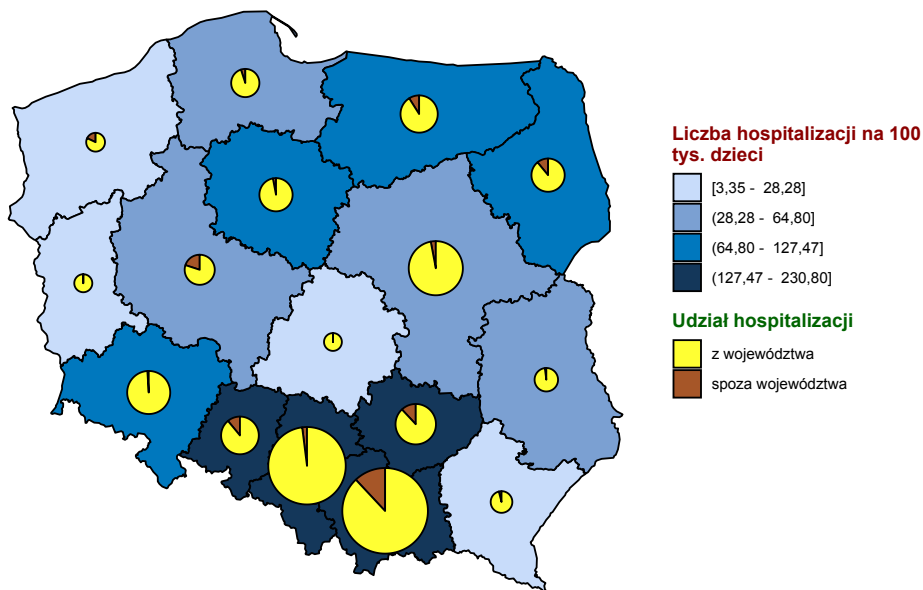 Liczba hospitalizacji na 100
tys. dzieci
[3,35 - 28,28]
(28,28 - 64,80]
(64,80 - 127,47]
(127,47 - 230,80]
Udział hospitalizacji
z województwa
spoza województwa